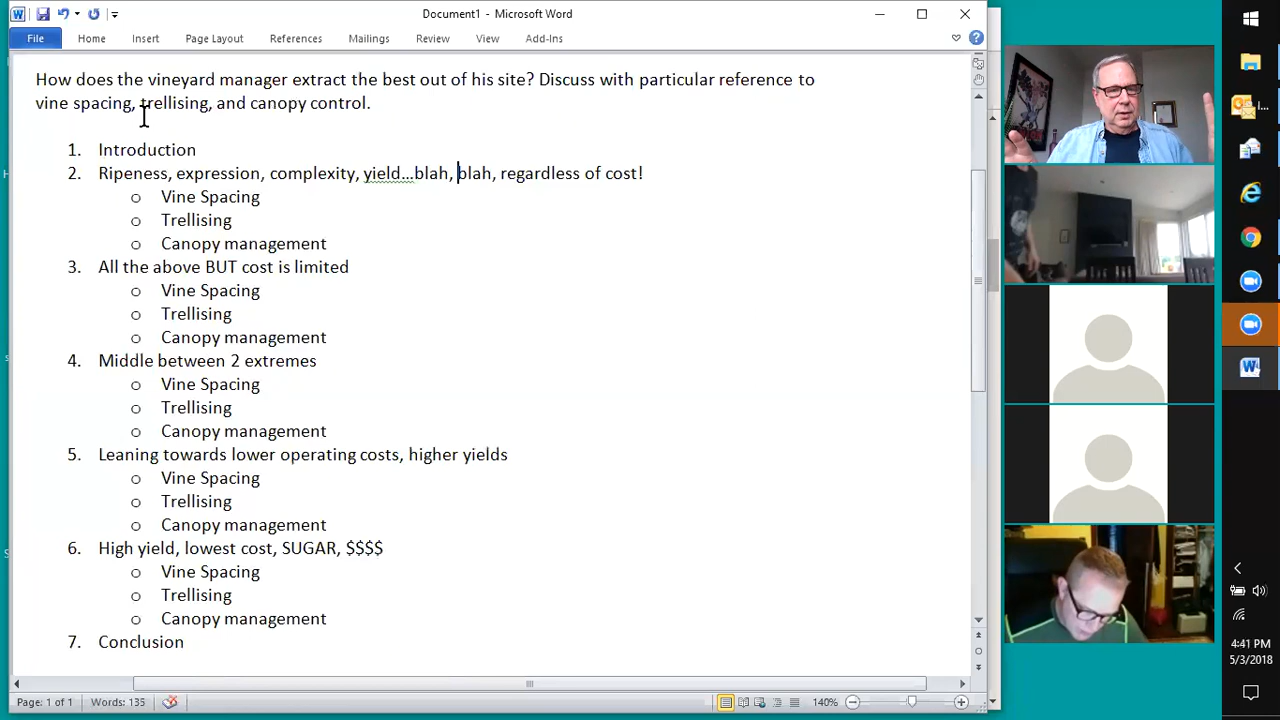 Document1 - Microsoft Word
File Home Insert Page Layout References Mailings Review View Add-Ins
How does the vineyard manager extract the best out of his site? Discuss with particular reference to
vine spacing, trellising, and canopy control.
1. Introduction
2. Ripeness, expression, complexity, yield…blah, blah, regardless of cost!
o Vine Spacing
o Trellising
o Canopy management
3. All the above BUT cost is limited
o Vine Spacing
o Trellising
o Canopy management
4. Middle between 2 extremes
o Vine Spacing
o Trellising
o Canopy management
5. Leaning towards lower operating costs, higher yields
o Vine Spacing
o Trellising
o Canopy management
6. High yield, lowest cost, SUGAR, $$$$
o Vine Spacing
o Trellising
o Canopy management
7. Conclusion
Page: 1 of 1 Words: 135 140%
4:41 PM
5/3/2018